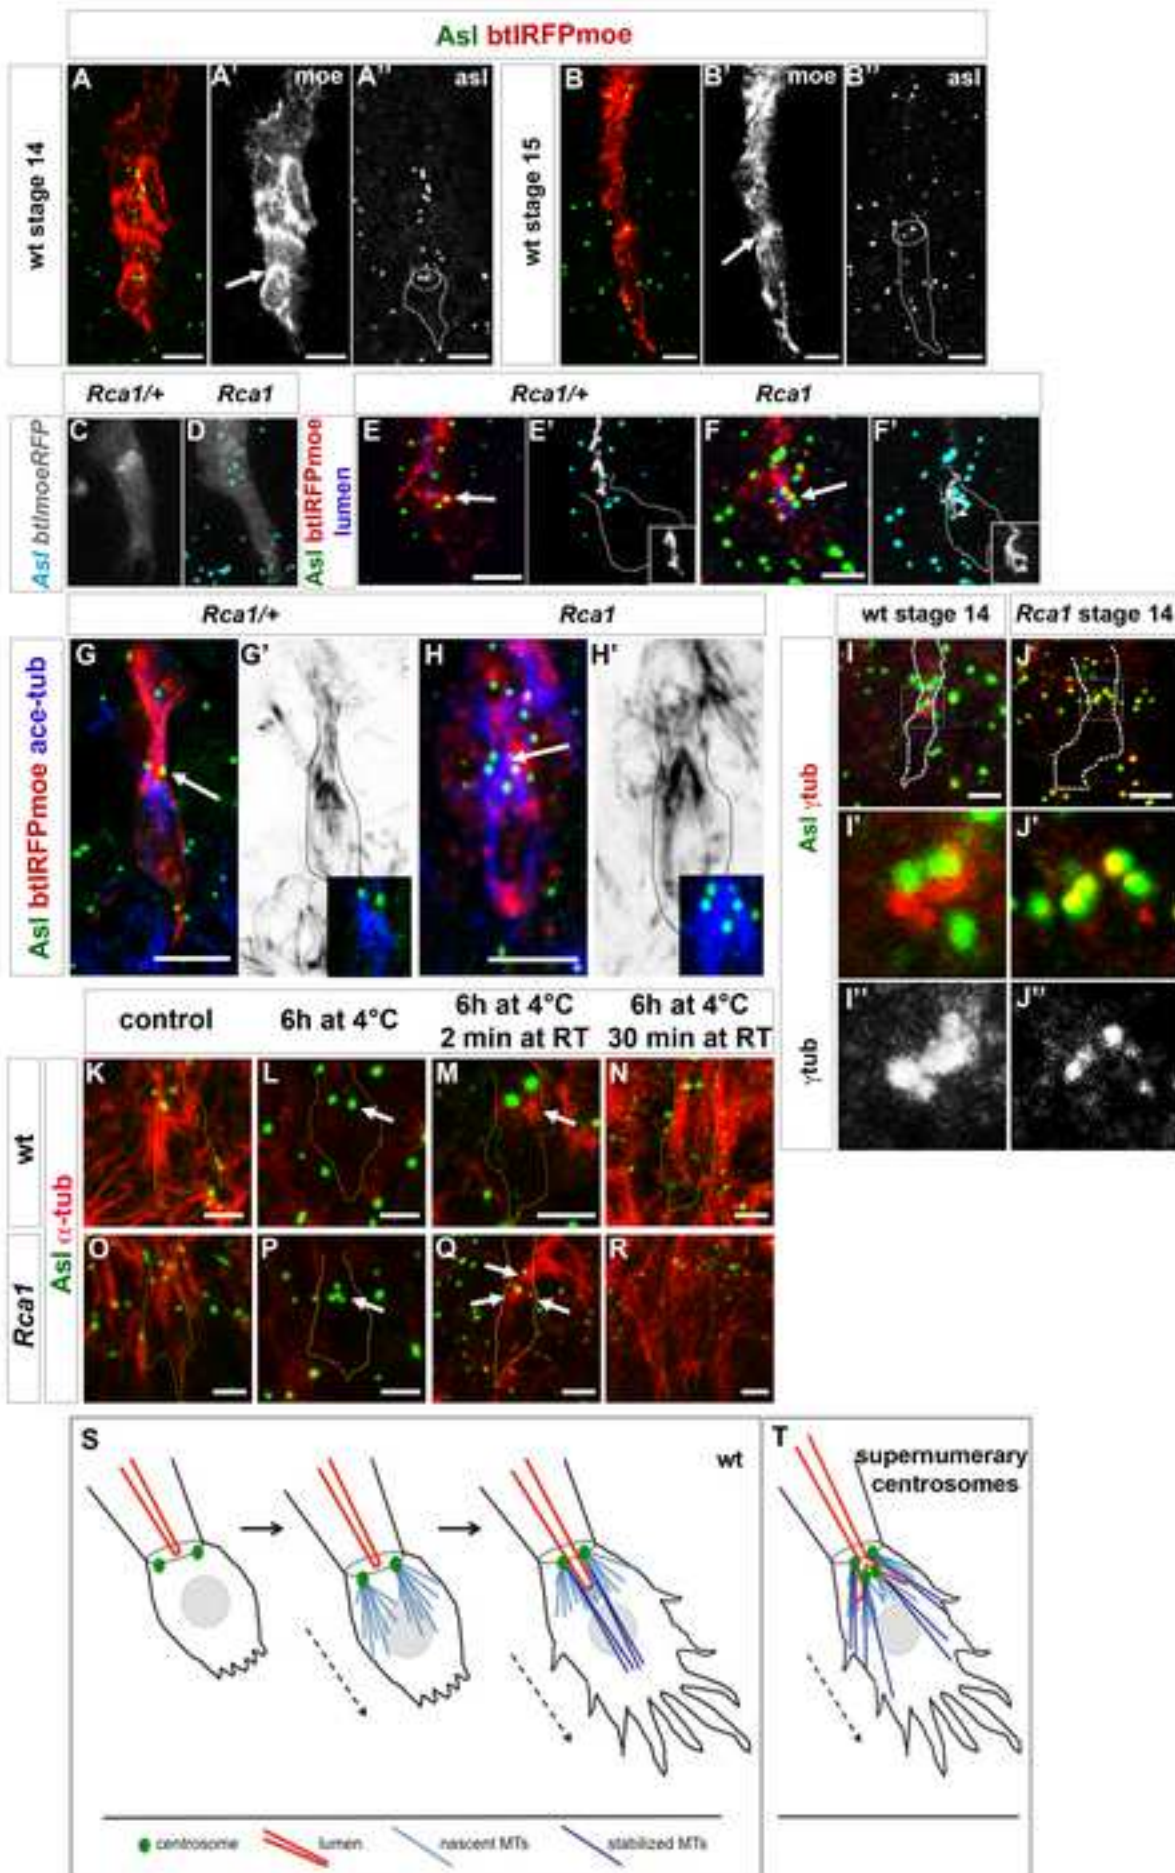 Asl btlRFPmoe
wt stage 14
A
A' moe
A'' asl
wt stage 15
B
B' moe
B'' asl
Rca1/+ Rca1
Asl btlmoeRFP
C
D
Rca1/+ Rca1
Asl btlRFPmoe
lumen
E
E'
F
F'
Rca1/+ Rca1
Asl btlRFPmoe ace-tub
G
G'
H
H'
wt stage 14 Rca1 stage 14
Asl γtub
I
J
I'
J'
γtub
I''
J''
control
6h at 4°C
6h at 4°C
2 min at RT
6h at 4°C
30 min at RT
wt
Rca1
Asl α-tub
K
L
M
N
O
P
Q
R
S
wt
T
supernumerary
centrosomes
centrosome lumen nascent MTs stabilized MTs